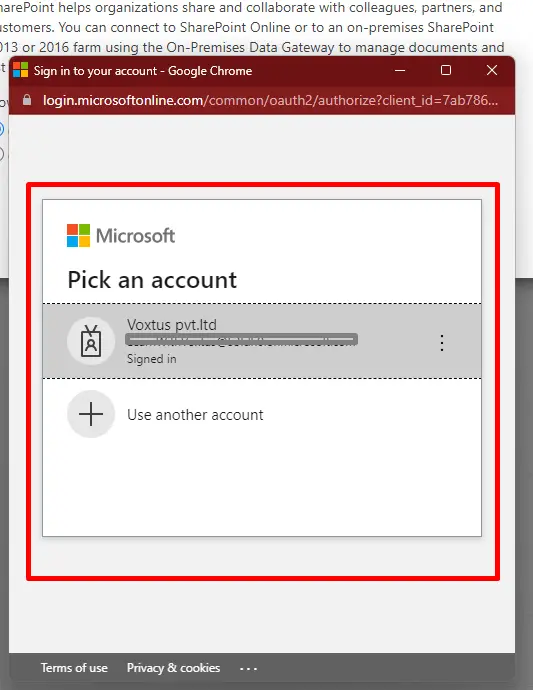 harePoint helps organizations share and collaborate with colleagues, partners, and
ustomers. You can connect to SharePoint Online or to an on-premises SharePoint
013 or 2016 farm using the On-Premises Data Gateway to manage documents and
st
Sign in to your account - Google Chrome
login.microsoftonline.com/common/oauth2/authorize?client_id=7ab786...
Microsoft
Pick an account
Voxtus pvt.ltd
Signed in
Use another account
Terms of use Privacy & cookies ...